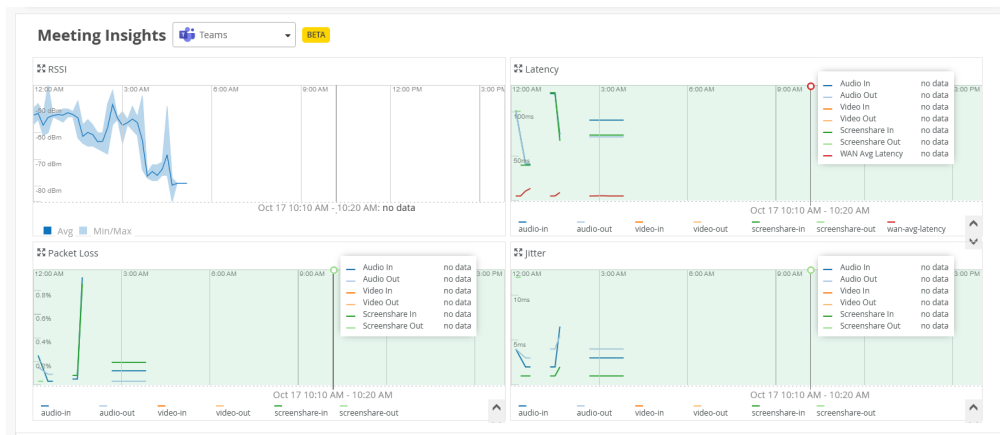 Meeting Insights Teams BETA
RSSI
12:00 AM 3:00 AM 6:00 AM 9:00 AM 12:00 PM 3:00 PM
-50 dBm
-60 dBm
-70 dBm
-80 dBm
Oct 17 10:10 AM - 10:20 AM: no data
Avg Min/Max
Latency
12:00 AM 3:00 AM 6:00 AM 9:00 AM 3:00 PM
100ms
50ms
Audio In no data
Audio Out no data
Video In no data
Video Out no data
Screenshare In no data
Screenshare Out no data
WAN Avg Latency no data
Oct 17 10:10 AM - 10:20 AM
audio-in audio-out video-in video-out screenshare-in screenshare-out wan-avg-latency
Packet Loss
12:00 AM 3:00 AM 6:00 AM 9:00 AM 3:00 PM
0.8%
0.6%
0.4%
0.2%
Audio In no data
Audio Out no data
Video In no data
Video Out no data
Screenshare In no data
Screenshare Out no data
Oct 17 10:10 AM - 10:20 AM
audio-in audio-out video-in video-out screenshare-in screenshare-out
Jitter
12:00 AM 3:00 AM 6:00 AM 9:00 AM 3:00 PM
10ms
5ms
Audio In no data
Audio Out no data
Video In no data
Video Out no data
Screenshare In no data
Screenshare Out no data
Oct 17 10:10 AM - 10:20 AM
audio-in audio-out video-in video-out screenshare-in screenshare-out